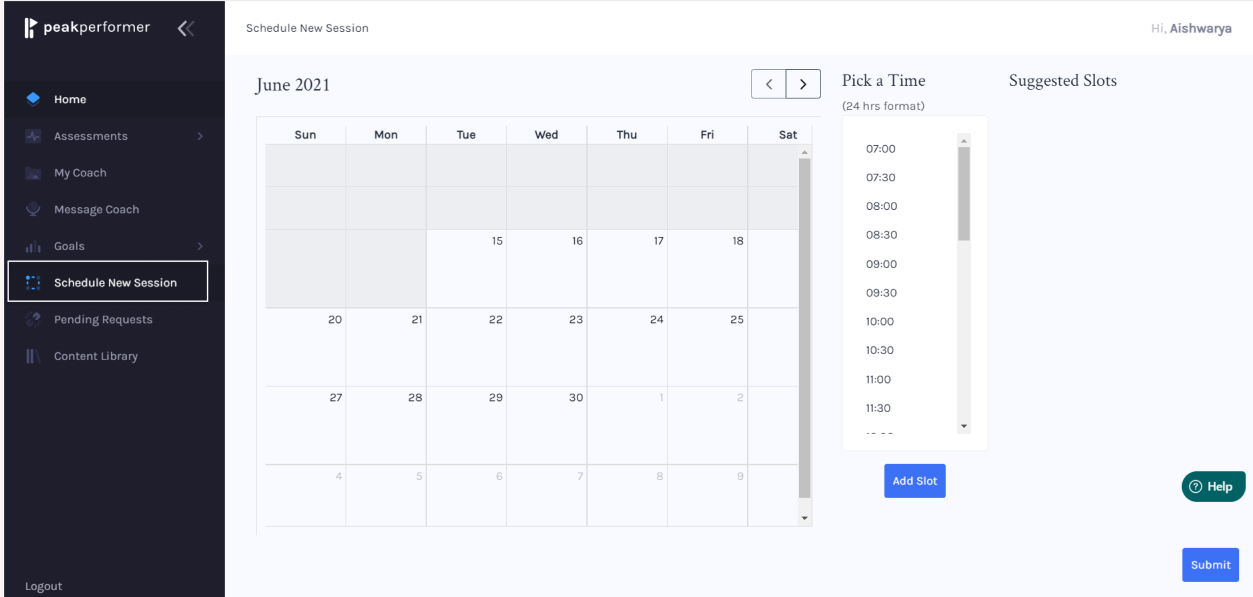 peakperformer
Schedule New Session
Hi, Aishwarya
Home
Assessments
My Coach
Message Coach
Goals
Schedule New Session
Pending Requests
Content Library
Logout
June 2021
Sun Mon Tue Wed Thu Fri Sat
15 16 17 18
20 21 22 23 24 25
27 28 29 30 1 2
4 5 6 7 8 9
Pick a Time
(24 hrs format)
07:00
07:30
08:00
08:30
09:00
09:30
10:00
10:30
11:00
11:30
Add Slot
Suggested Slots
Help
Submit